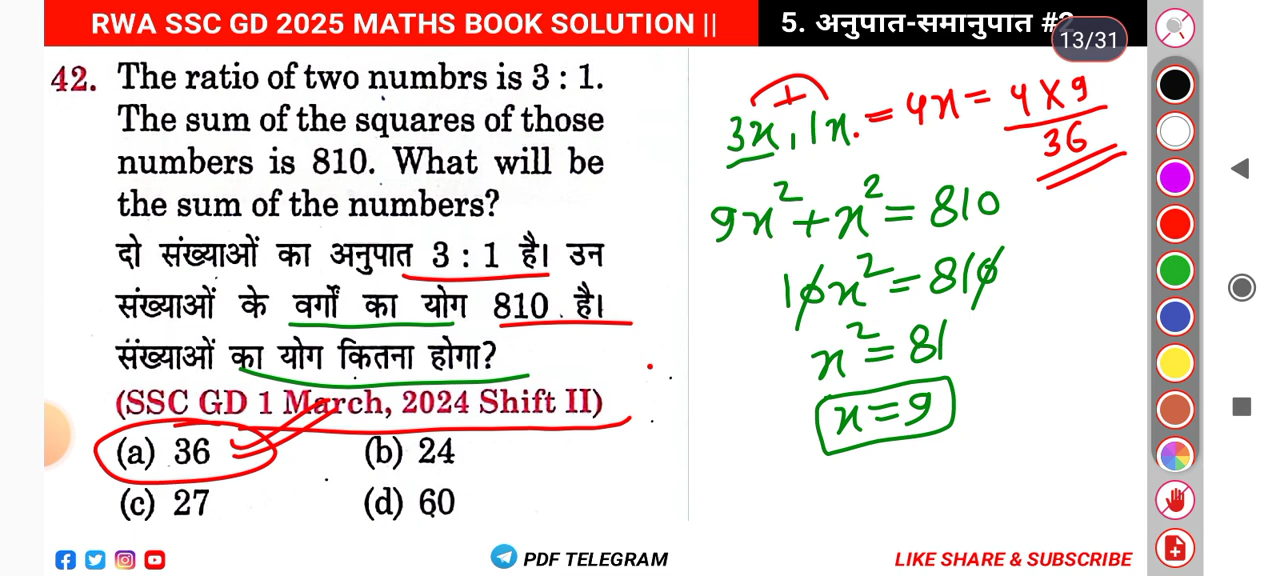 RWA SSC GD 2025 MATHS BOOK SOLUTION ||
5. अनुपात-समानुपात #2
13/31
42. The ratio of two numbrs is 3 : 1.
The sum of the squares of those
numbers is 810. What will be
the sum of the numbers?
दो संख्याओं का अनुपात 3 : 1 है। उन
संख्याओं के वर्गों का योग 810 है।
संख्याओं का योग कितना होगा?
(SSC GD 1 March, 2024 Shift II)
(a) 36 (b) 24
(c) 27 (d) 60
3x, 1x. = 4x = 4 X 9
36
+
9x² + x² = 810
10x² = 810
x² = 81
x = 9
PDF TELEGRAM
LIKE SHARE & SUBSCRIBE